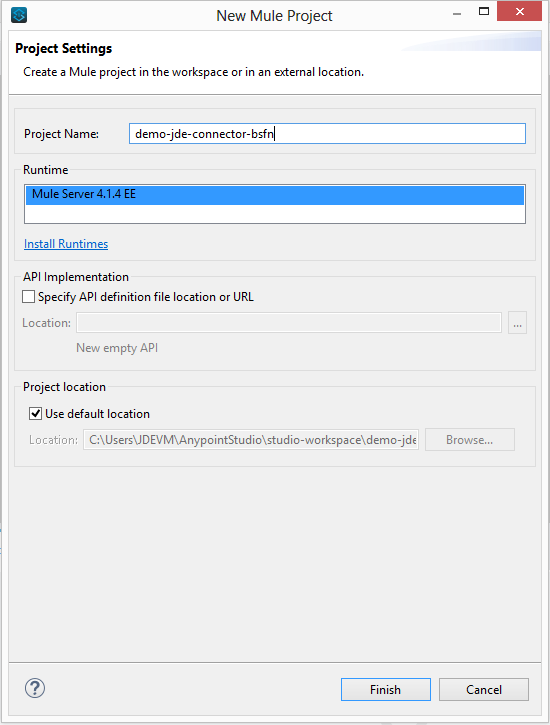 New Mule Project
Project Settings
Create a Mule project in the workspace or in an external location.
Project Name: demo-jde-connector-bsfn
Runtime
Mule Server 4.1.4 EE
Install Runtimes
API Implementation
Specify API definition file location or URL
Location: ...
New empty API
Project location
Use default location
Location: C:\Users\JDEVM\AnypointStudio\studio-workspace\demo-jde Browse...
? Finish Cancel